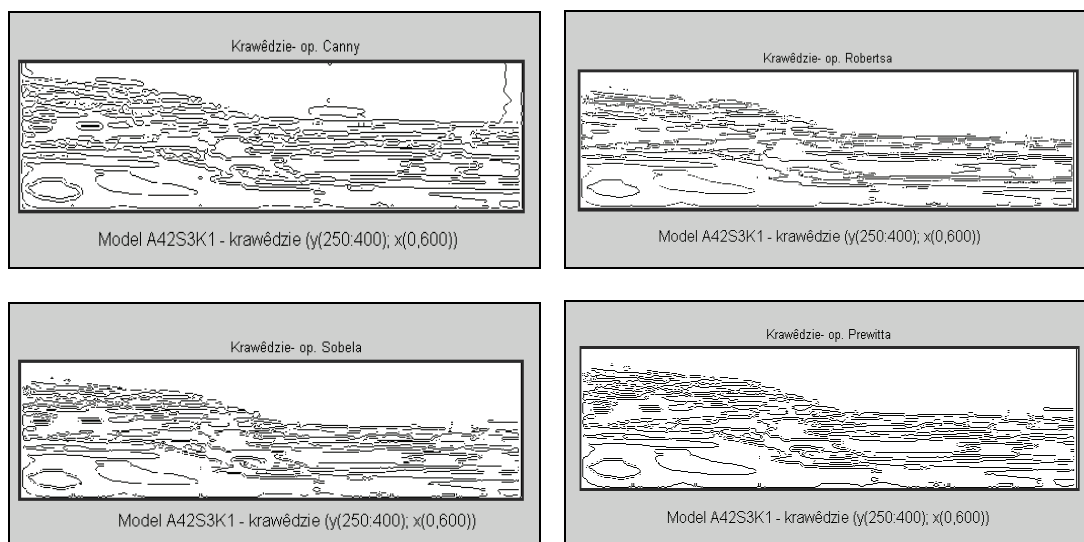 Krawêdzie- op. Canny
Model A42S3K1 - krawêdzie (y(250:400); x(0,600))
Krawêdzie- op. Robertsa
Model A42S3K1 - krawêdzie (y(250:400); x(0,600))
Krawêdzie- op. Sobela
Model A42S3K1 - krawêdzie (y(250:400); x(0,600))
Krawêdzie- op. Prewitta
Model A42S3K1 - krawêdzie (y(250:400); x(0,600))